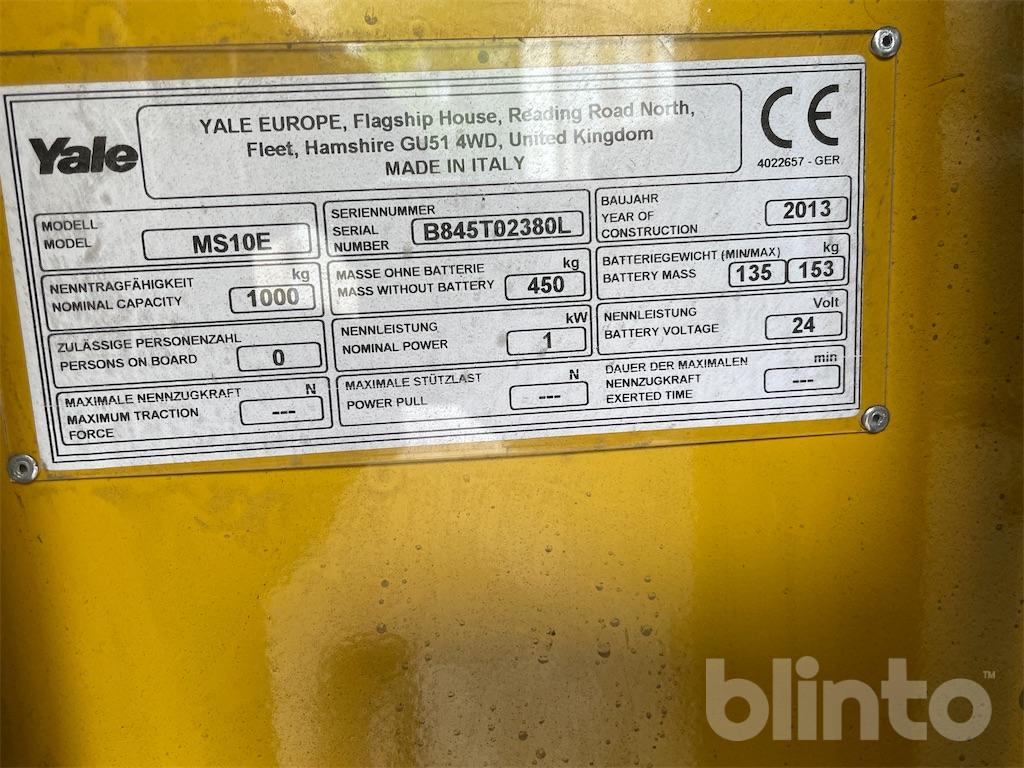 Yale
YALE EUROPE, Flagship House, Reading Road North,
Fleet, Hamshire GU51 4WD, United Kingdom
MADE IN ITALY
CE
4022657 - GER
MODELL
MODEL
MS10E
SERIENNUMMER
SERIAL
NUMBER
B845T02380L
BAUJAHR
YEAR OF
CONSTRUCTION
2013
NENNTRAGFÄHIGKEIT
NOMINAL CAPACITY
kg
1000
MASSE OHNE BATTERIE
MASS WITHOUT BATTERY
kg
450
BATTERIEGEWICHT (MIN/MAX)
BATTERY MASS
kg
135 153
ZULÄSSIGE PERSONENZAHL
PERSONS ON BOARD
0
NENNLEISTUNG
NOMINAL POWER
kW
1
NENNLEISTUNG
BATTERY VOLTAGE
Volt
24
MAXIMALE NENNZUGKRAFT
MAXIMUM TRACTION
FORCE
N
---
MAXIMALE STÜTZLAST
POWER PULL
N
---
DAUER DER MAXIMALEN
NENNZUGKRAFT
EXERTED TIME
min
---
blinto™